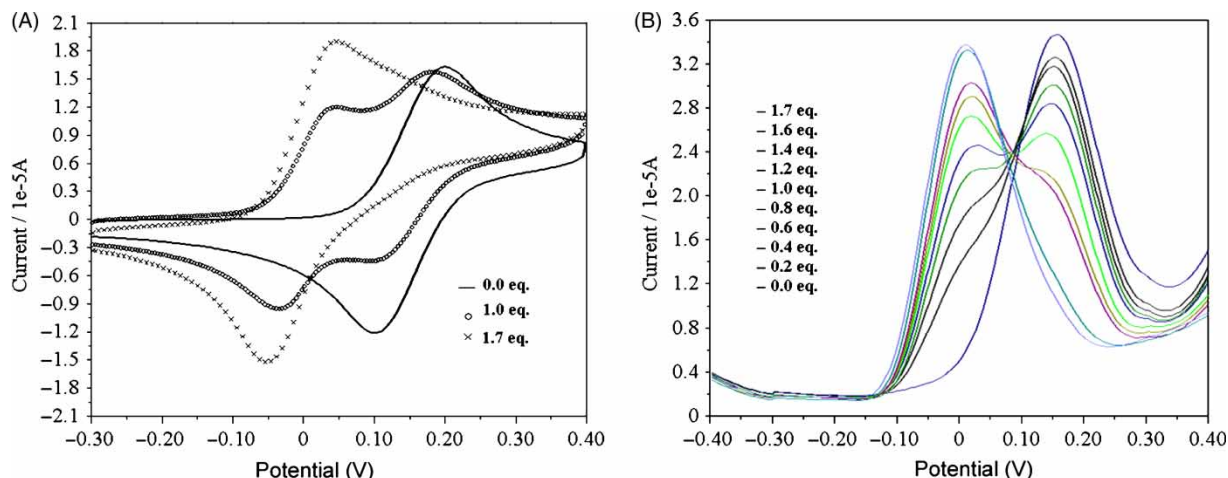 (A)
2.1
1.8
1.5
1.2
0.9
0.6
0.3
0
−0.3
−0.6
−0.9
−1.2
−1.5
−1.8
−2.1
Current / 1e-5A
0.0 eq.
1.0 eq.
1.7 eq.
−0.30 −0.20 −0.10 0 0.10 0.20 0.30 0.40
Potential (V)
(B)
3.6
3.2
2.8
2.4
2.0
1.6
1.2
0.8
0.4
0
Current / 1e-5A
– 1.7 eq.
– 1.6 eq.
– 1.4 eq.
– 1.2 eq.
– 1.0 eq.
– 0.8 eq.
– 0.6 eq.
– 0.4 eq.
– 0.2 eq.
– 0.0 eq.
−0.40 −0.30 −0.20 −0.10 0 0.10 0.20 0.30 0.40
Potential (V)